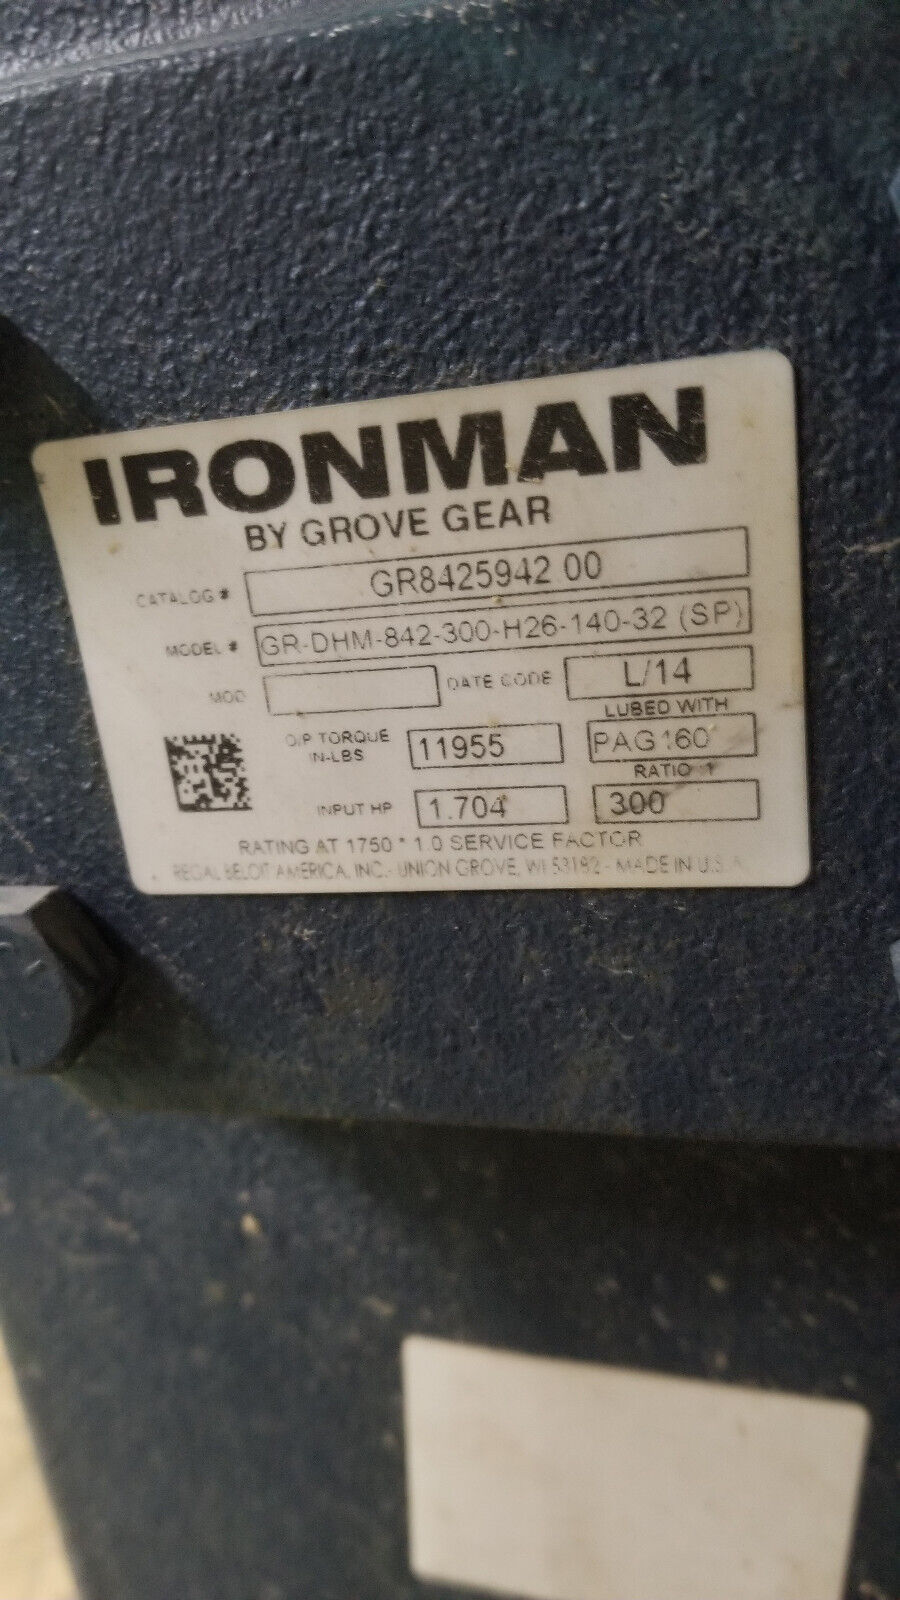 IRONMAN
BY GROVE GEAR
CATALOG # GR8425942 00
MODEL # GR-DHM-842-300-H26-140-32 (SP)
MOD DATE CODE L/14
LUBED WITH
O/P TORQUE
IN-LBS 11955 PAG160
RATIO :1
INPUT HP 1.704 300
RATING AT 1750 * 1.0 SERVICE FACTOR
REGAL BELOIT AMERICA, INC.- UNION GROVE, WI 53182 - MADE IN U.S.A.